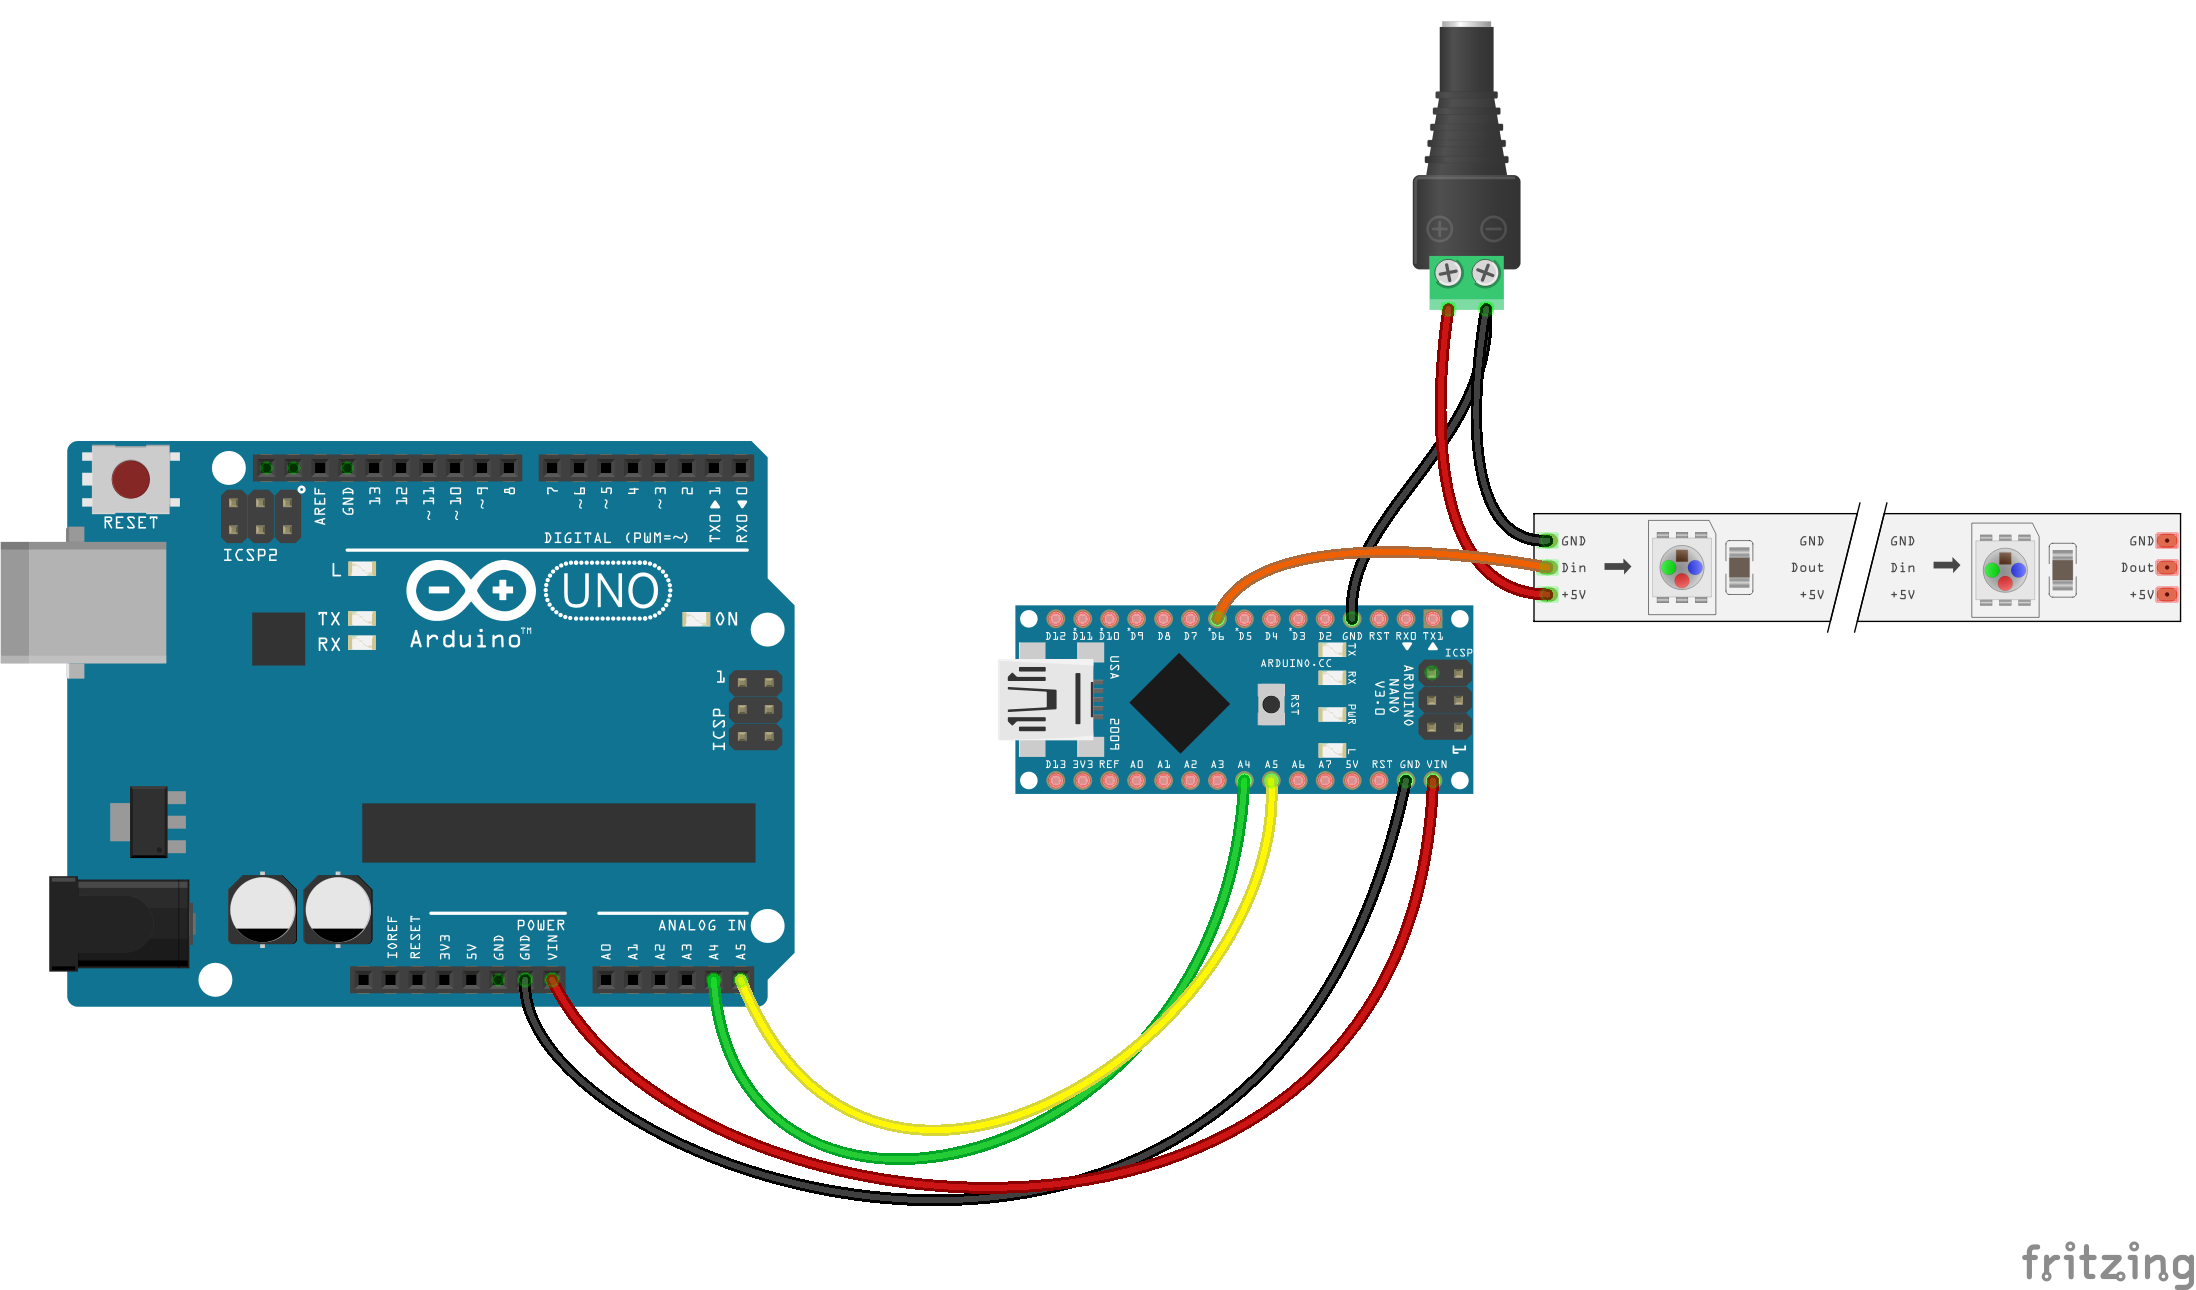 RESET
ICSP2
AREF
GND
13
12
~11
~10
~9
8
7
~6
~5
4
~3
2
TX0▶1
RX0◀0
DIGITAL (PWM=~)
L
TX
RX
Arduino™
UNO
ON
1
ICSP
IOREF
RESET
3V3
5V
GND
GND
VIN
POWER
A0
A1
A2
A3
A4
A5
ANALOG IN
D12 *D11 *D10 *D9 D8 D7 *D6 *D5 D4 *D3 D2 GND RST RX0 TX1
USA
P005
ARDUINO.CC
RST
TX
RX
PWR
L
ARDUINO
NANO
V3.0
ICSP
1
D13 3V3 REF A0 A1 A2 A3 A4 A5 A6 A7 5V RST GND VIN
GND
Din
+5V
GND
Dout
+5V
GND
Din
+5V
GND
Dout
+5V
fritzing